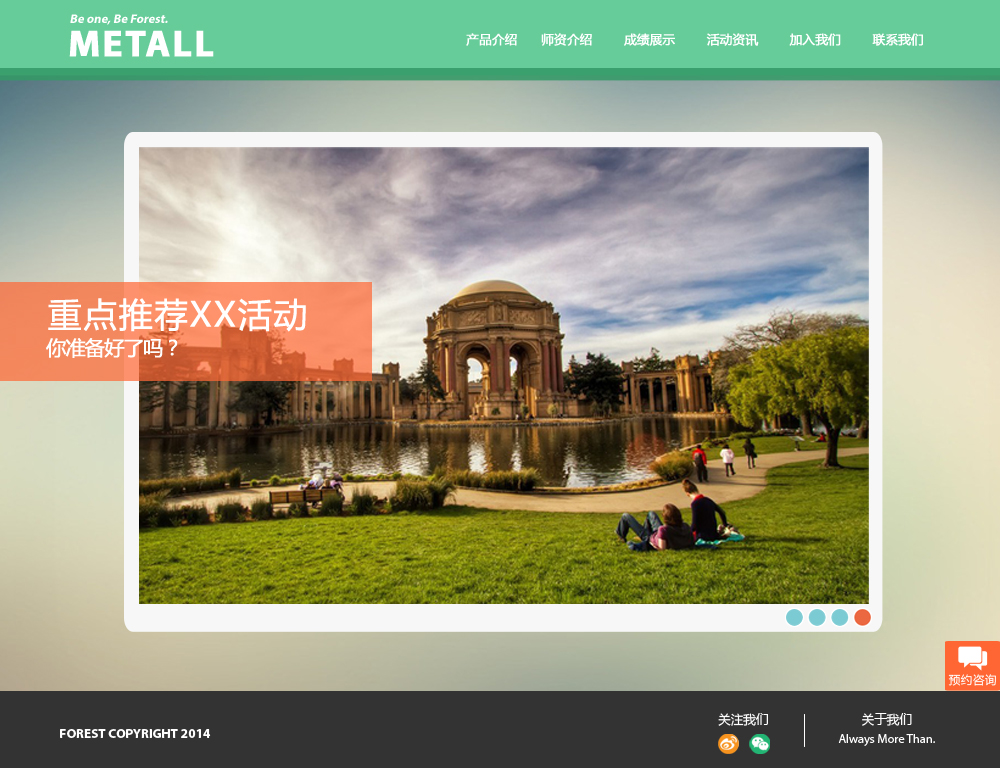 Be one, Be Forest.
METALL
产品介绍 师资介绍 成绩展示 活动资讯 加入我们 联系我们
重点推荐XX活动
你准备好了吗？
预约咨询
FOREST COPYRIGHT 2014
关注我们
关于我们
Always More Than.